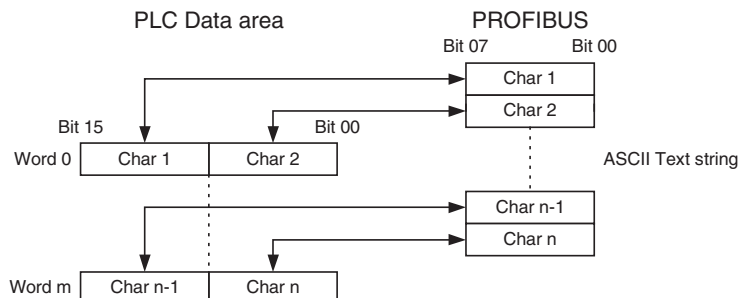 PLC Data area PROFIBUS
Bit 07 Bit 00
Char 1
Char 2
Bit 15 Bit 00
Word 0 Char 1 Char 2 ASCII Text string
Char n-1
Char n
Word m Char n-1 Char n